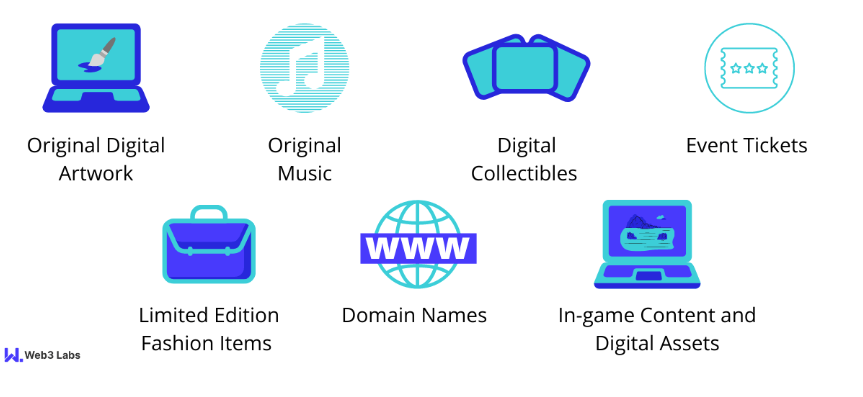 Original Digital
Artwork
Original
Music
Digital
Collectibles
Event Tickets
WWW
Limited Edition
Fashion Items
Domain Names
In-game Content and
Digital Assets
W. Web3 Labs